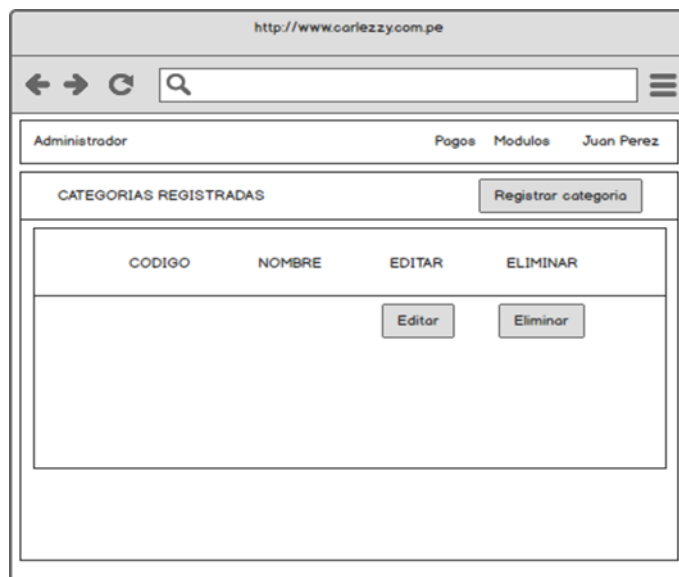 http://www.carlezzy.com.pe
Administrador Pagos Modulos Juan Perez
CATEGORIAS REGISTRADAS Registrar categoria
CODIGO NOMBRE EDITAR ELIMINAR
Editar Eliminar